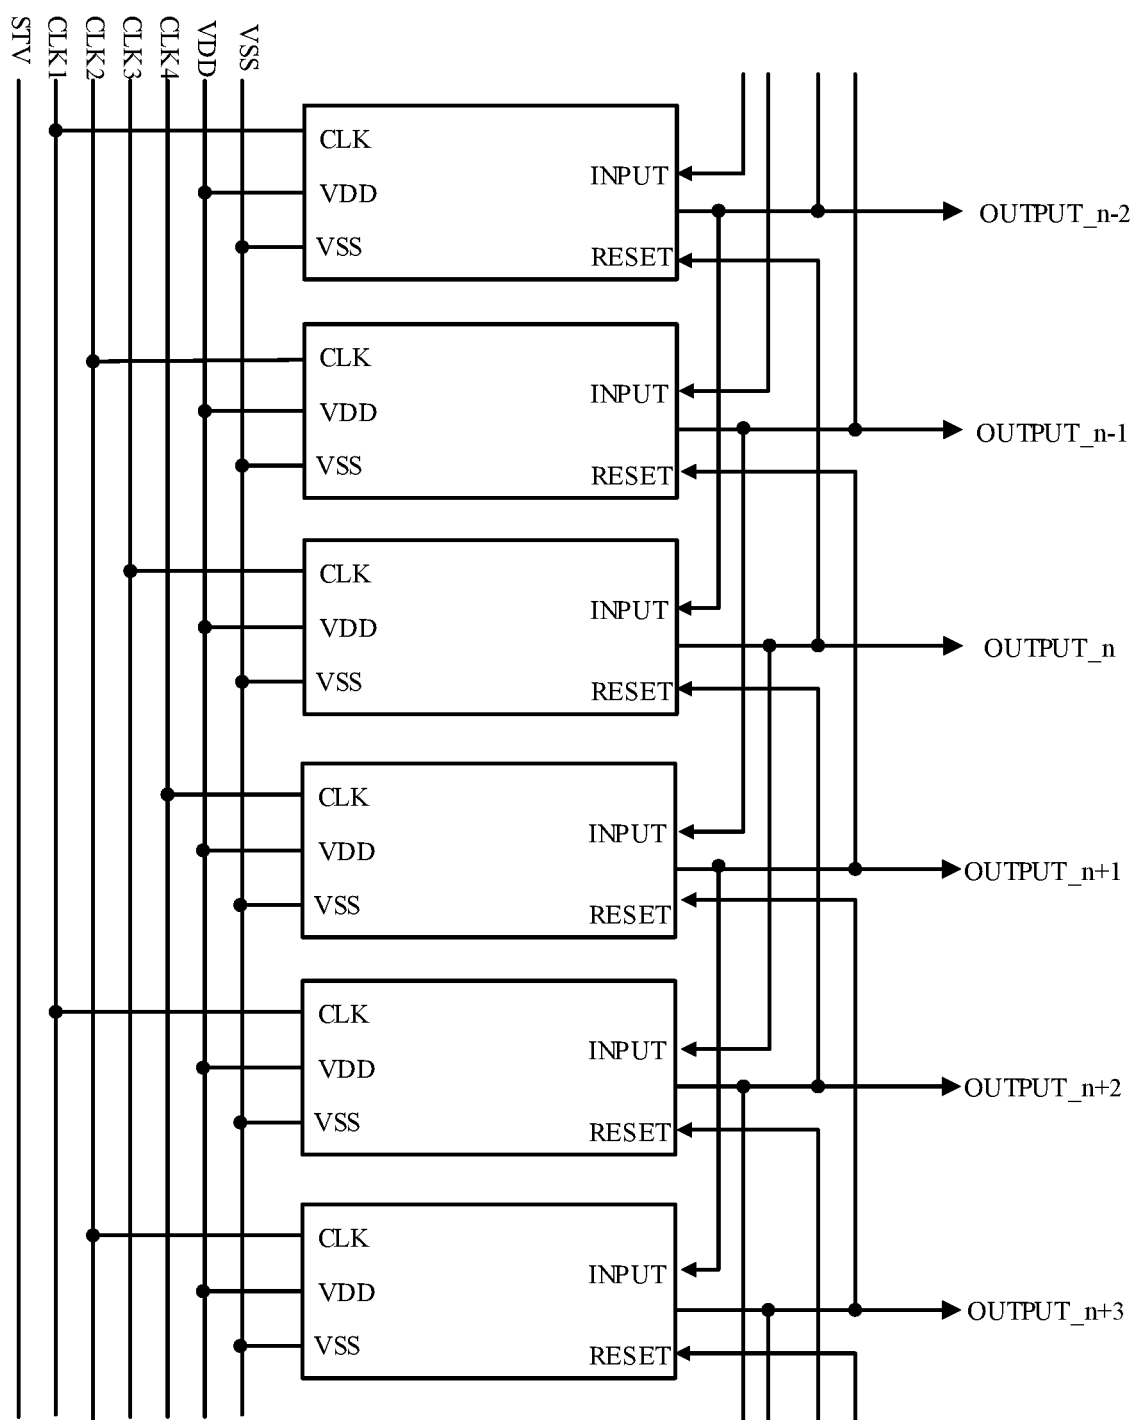 STV
CLK1
CLK2
CLK3
CLK4
VDD
VSS
CLK
VDD
VSS
INPUT
RESET
OUTPUT_n-2
CLK
VDD
VSS
INPUT
RESET
OUTPUT_n-1
CLK
VDD
VSS
INPUT
RESET
OUTPUT_n
CLK
VDD
VSS
INPUT
RESET
OUTPUT_n+1
CLK
VDD
VSS
INPUT
RESET
OUTPUT_n+2
CLK
VDD
VSS
INPUT
RESET
OUTPUT_n+3